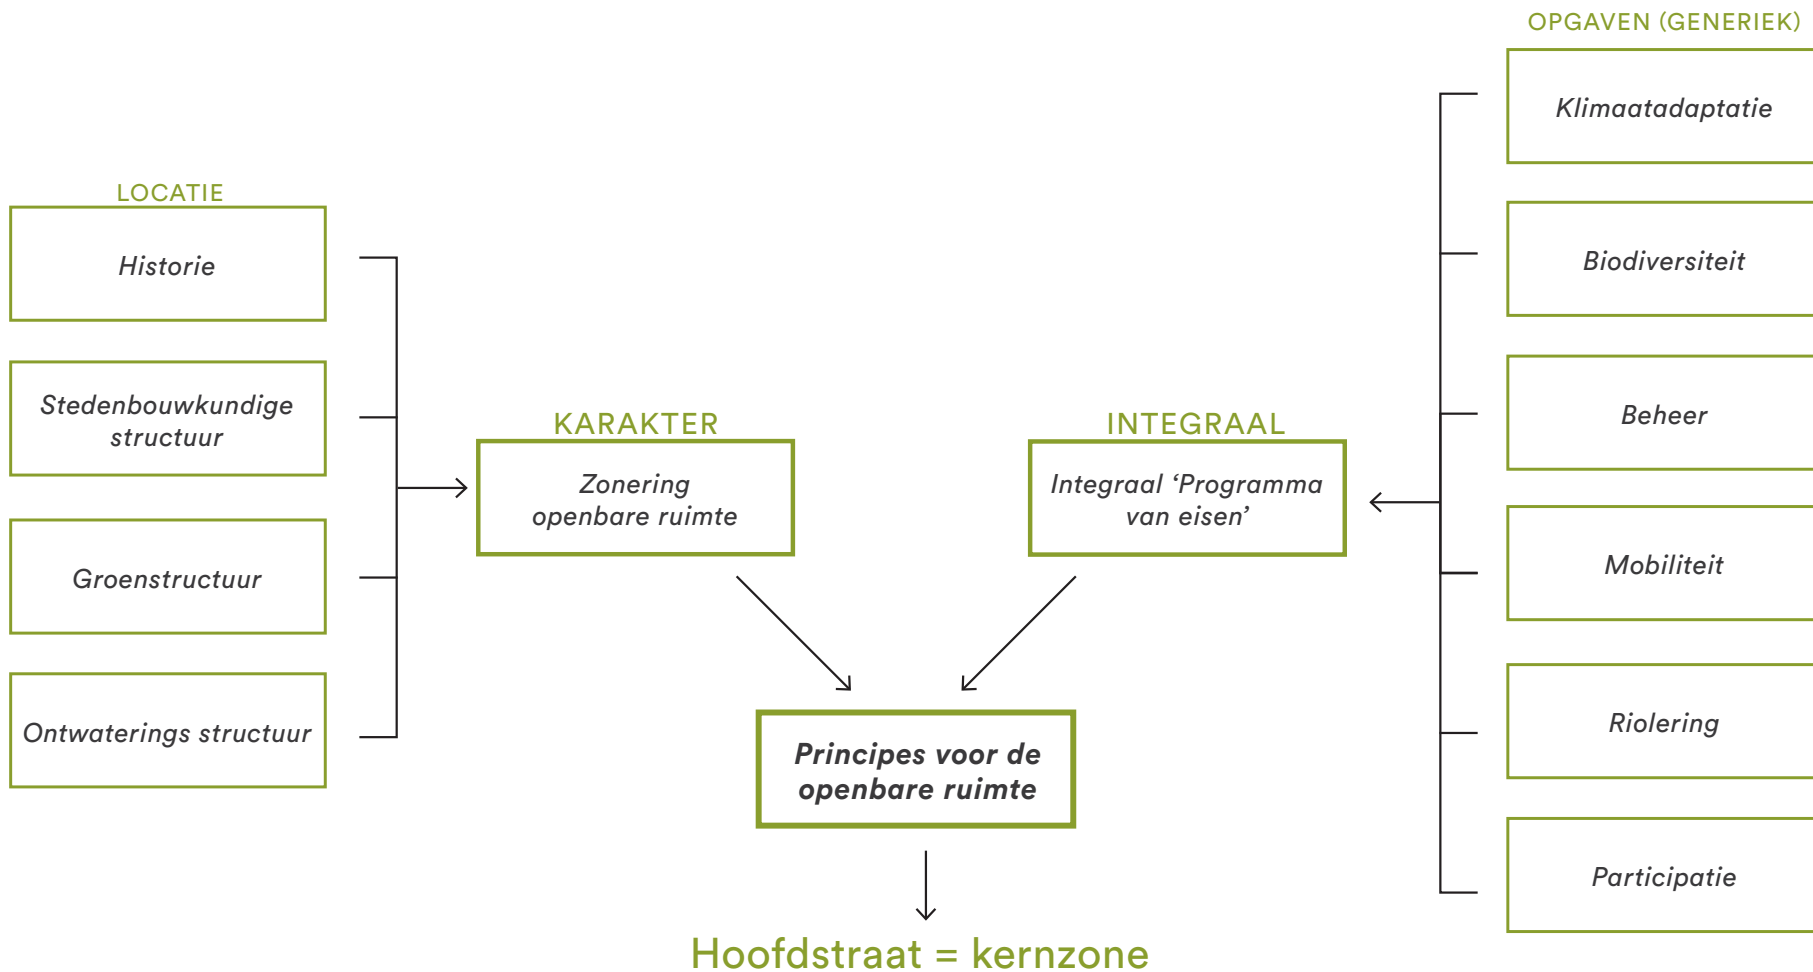 LOCATIE
Historie
Stedenbouwkundige
structuur
Groenstructuur
Ontwaterings structuur
KARAKTER
Zonering
openbare ruimte
INTEGRAAL
Integraal ‘Programma
van eisen’
OPGAVEN (GENERIEK)
Klimaatadaptatie
Biodiversiteit
Beheer
Mobiliteit
Riolering
Participatie
Principes voor de
openbare ruimte
Hoofdstraat = kernzone